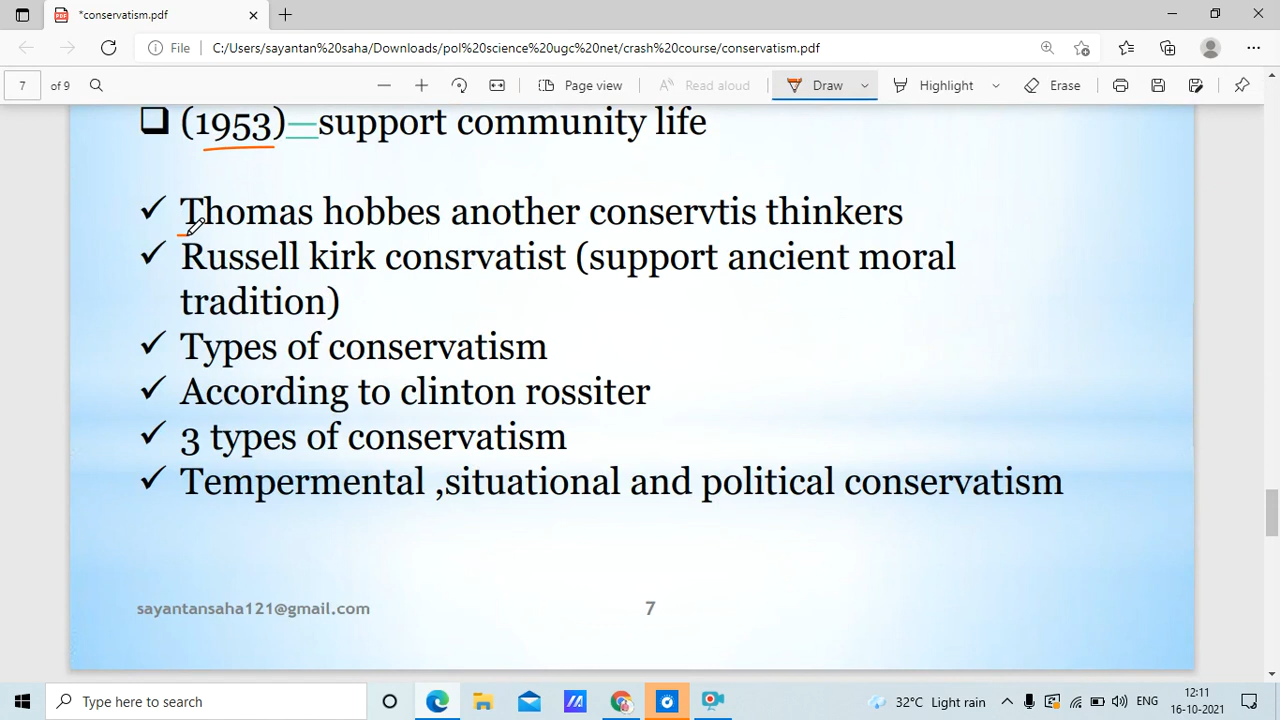 *conservatism.pdf
File C:/Users/sayantan%20saha/Downloads/pol%20science%20ugc%20net/crash%20course/conservatism.pdf
7 of 9 Page view Read aloud Draw Highlight Erase
(1953)—support community life
Thomas hobbes another conservtis thinkers
Russell kirk consrvatist (support ancient moral
tradition)
Types of conservatism
According to clinton rossiter
3 types of conservatism
Tempermental ,situational and political conservatism
sayantansaha121@gmail.com 7
Type here to search 32°C Light rain ENG 12:11
16-10-2021